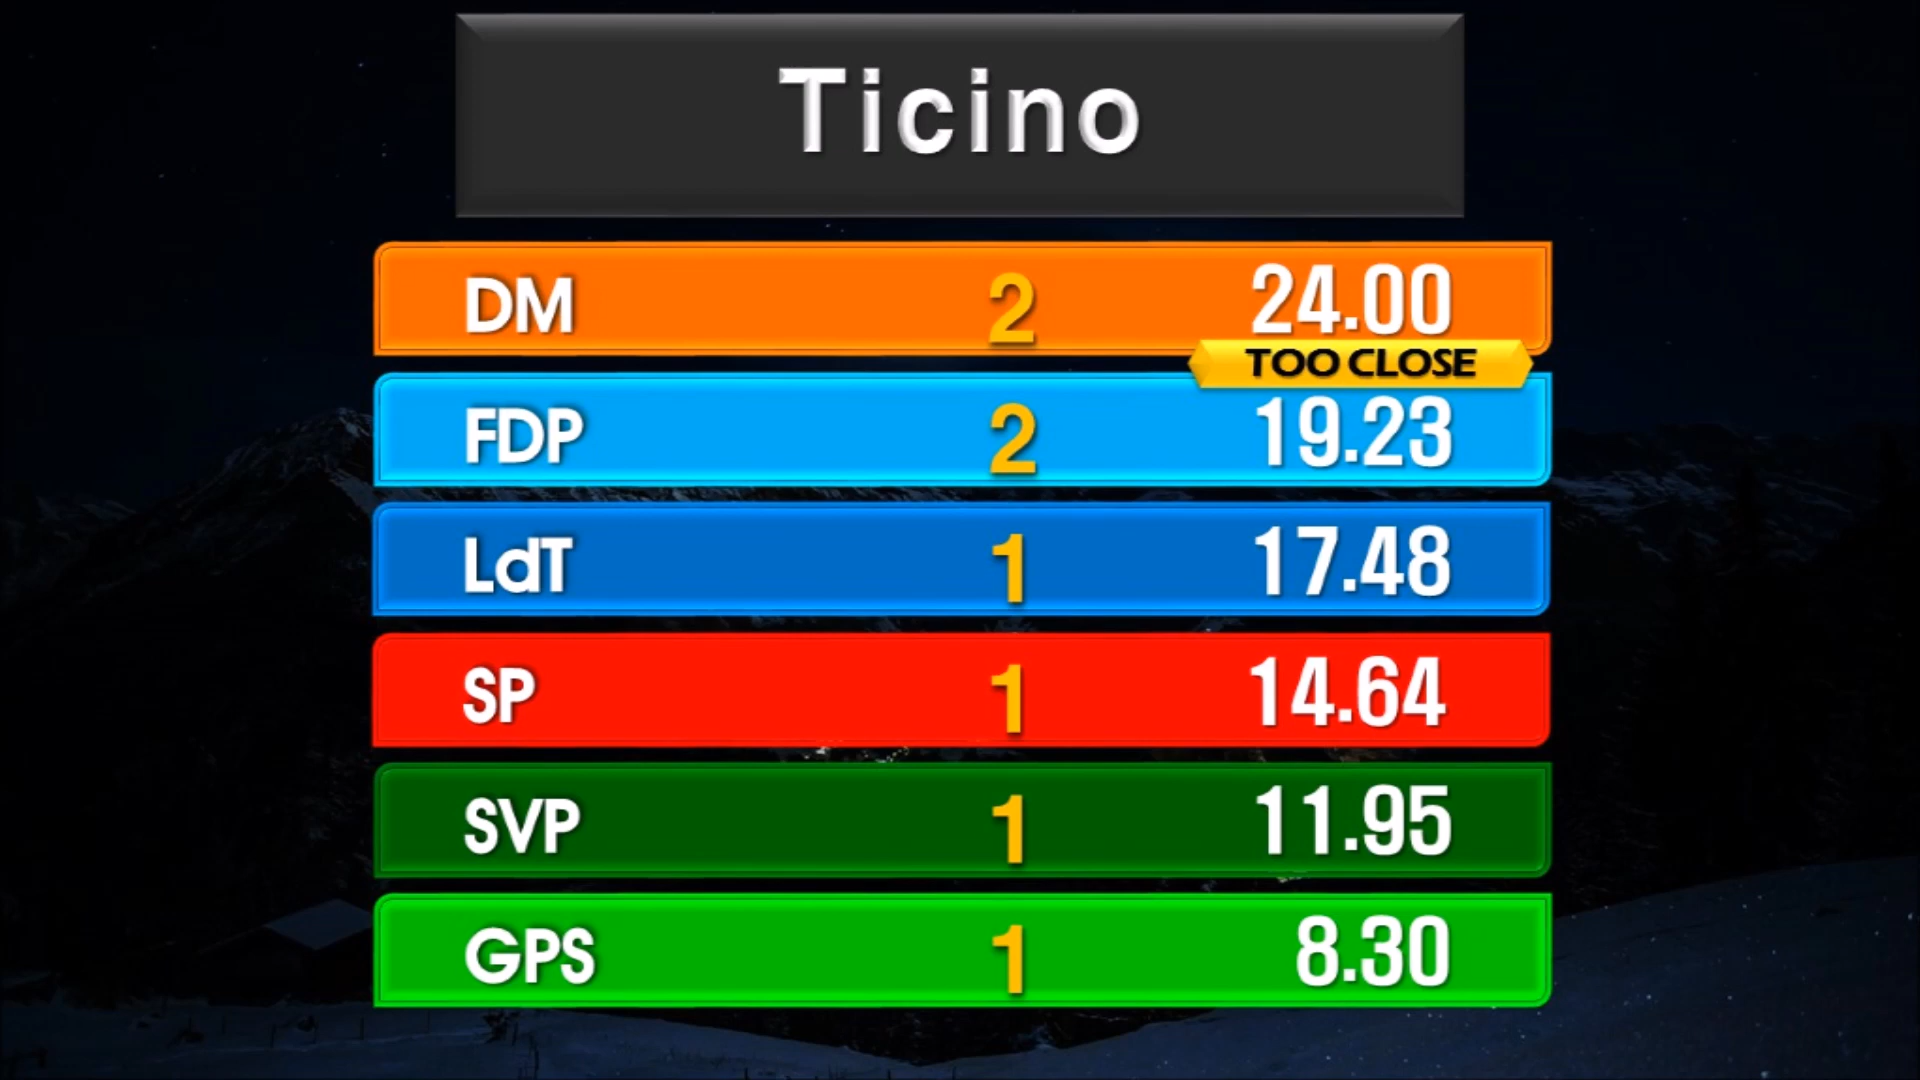 Ticino
DM 2 24.00
TOO CLOSE
FDP 2 19.23
LdT 1 17.48
SP 1 14.64
SVP 1 11.95
GPS 1 8.30